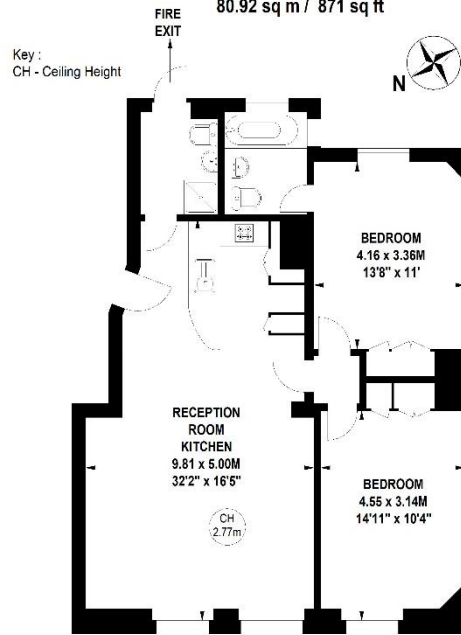 80.92 sq m / 871 sq ft
FIRE
EXIT
Key :
CH - Ceiling Height
N
BEDROOM
4.16 x 3.36M
13'8" x 11'
RECEPTION
ROOM
KITCHEN
9.81 x 5.00M
32'2" x 16'5"
CH
2.77m
BEDROOM
4.55 x 3.14M
14'11" x 10'4"